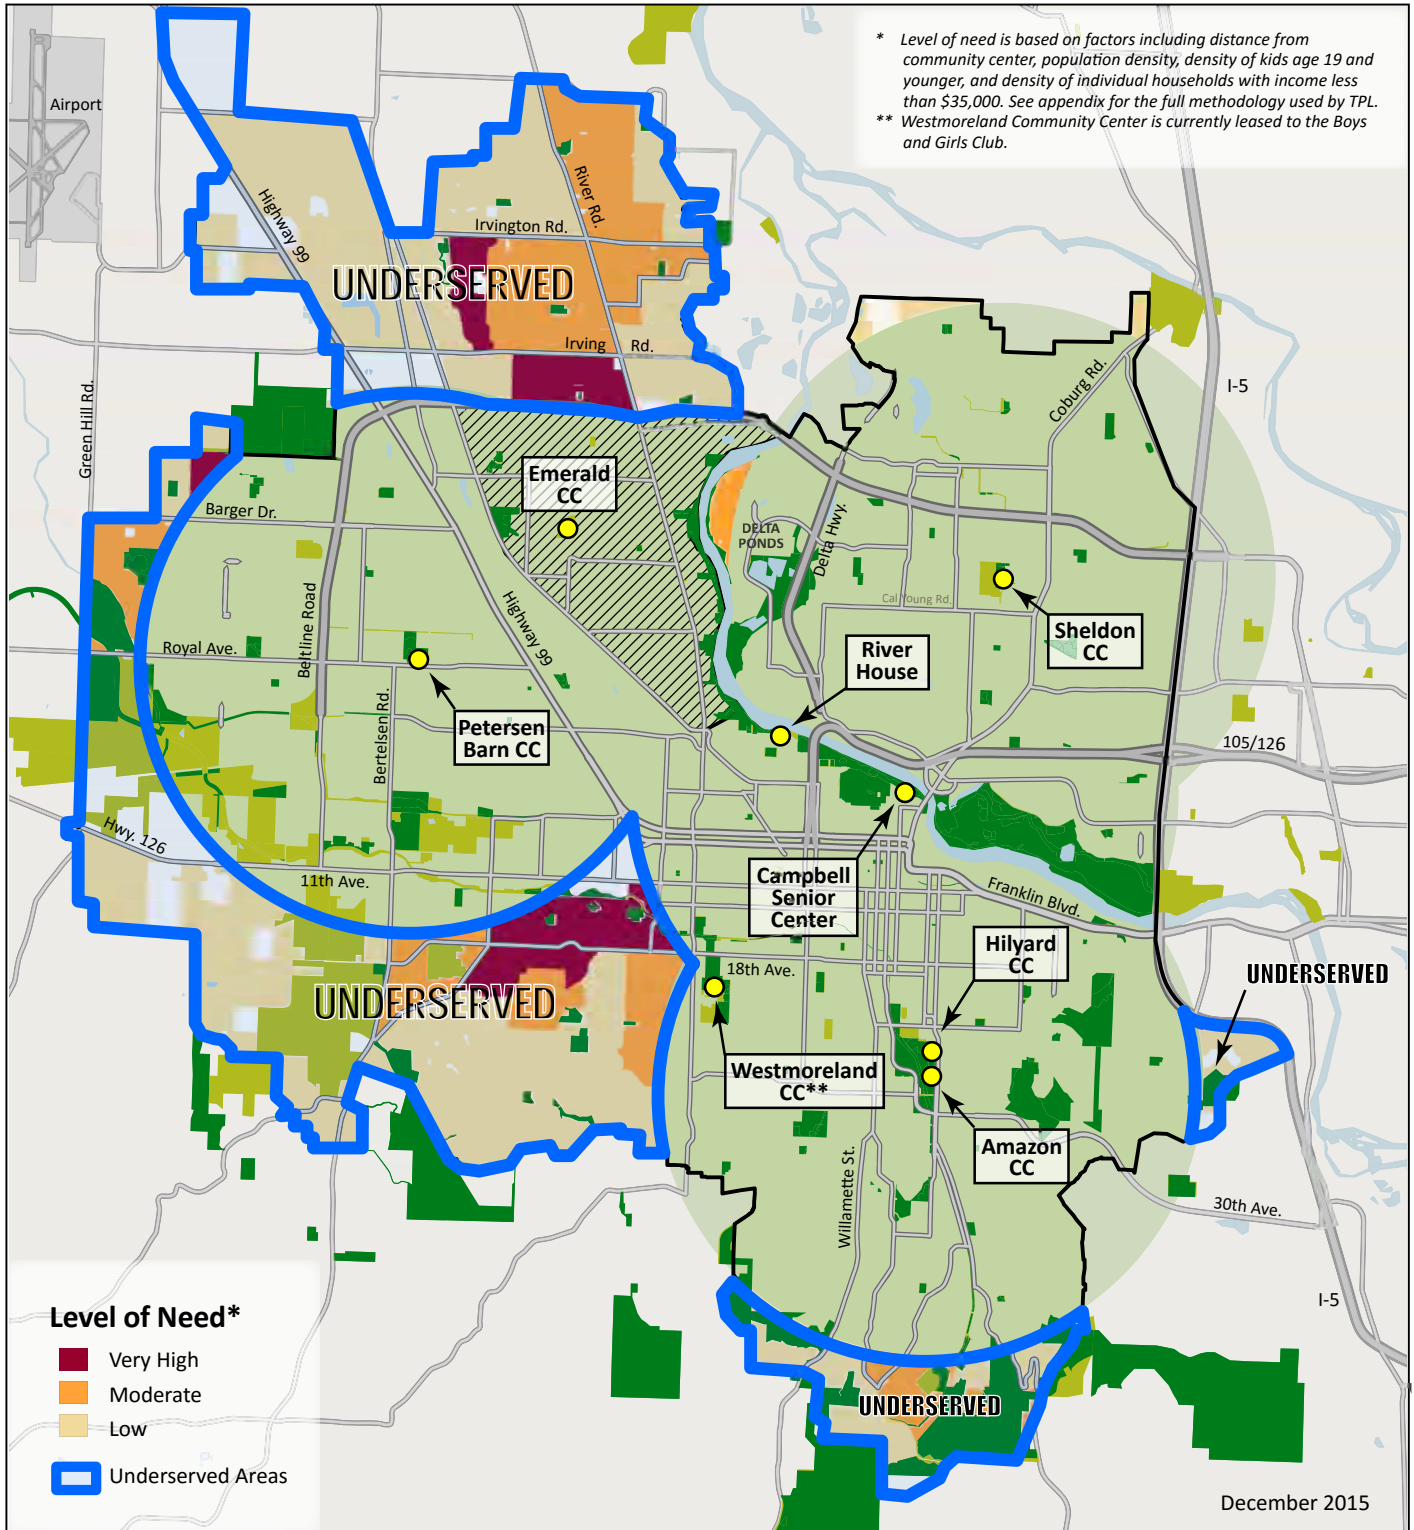 * Level of need is based on factors including distance from
community center, population density, density of kids age 19 and
younger, and density of individual households with income less
than $35,000. See appendix for the full methodology used by TPL.
** Westmoreland Community Center is currently leased to the Boys
and Girls Club.
Airport
Highway 99
River Rd.
Irvington Rd.
UNDERSERVED
Irving Rd.
Green Hill Rd.
I-5
Coburg Rd.
Emerald
CC
Barger Dr.
DELTA
PONDS
Delta Hwy.
Beltline Road
Highway 99
Cal Young Rd.
Sheldon
CC
River
House
Royal Ave.
Bertelsen Rd.
Petersen
Barn CC
105/126
Hwy. 126
11th Ave.
Campbell
Senior
Center
Franklin Blvd.
Hilyard
CC
18th Ave.
UNDERSERVED
UNDERSERVED
Westmoreland
CC**
Amazon
CC
Willamette St.
30th Ave.
I-5
UNDERSERVED
Level of Need*
Very High
Moderate
Low
Underserved Areas
December 2015